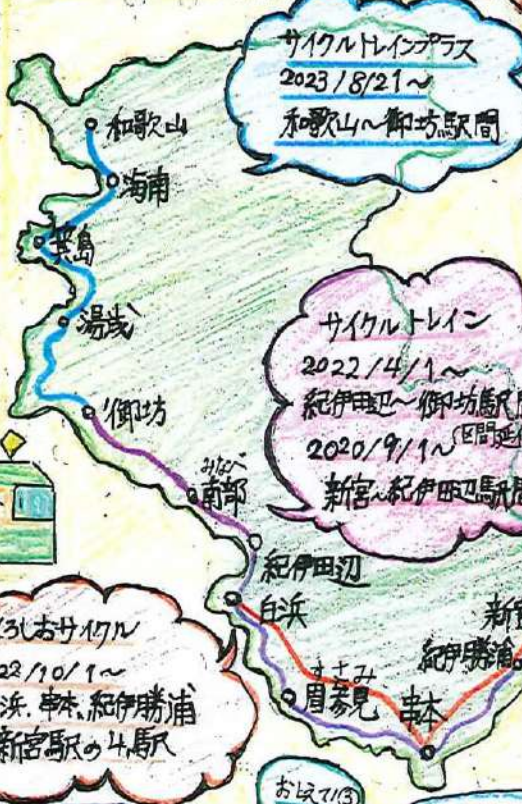 サイクルトレインプラス
2023/8/21〜
和歌山〜御坊駅間
和歌山
海南
箕島
湯浅
御坊
みなべ
南部
紀伊田辺
白浜
すさみ
周参見
串本
紀伊勝浦
サイクルトレイン
2022/4/1〜
紀伊田辺〜御坊駅
2020/9/1〜
新宮〜紀伊田辺駅間
ろしおサイクル
22/10/1〜
浜、串本、紀伊勝浦
新宮駅の4駅